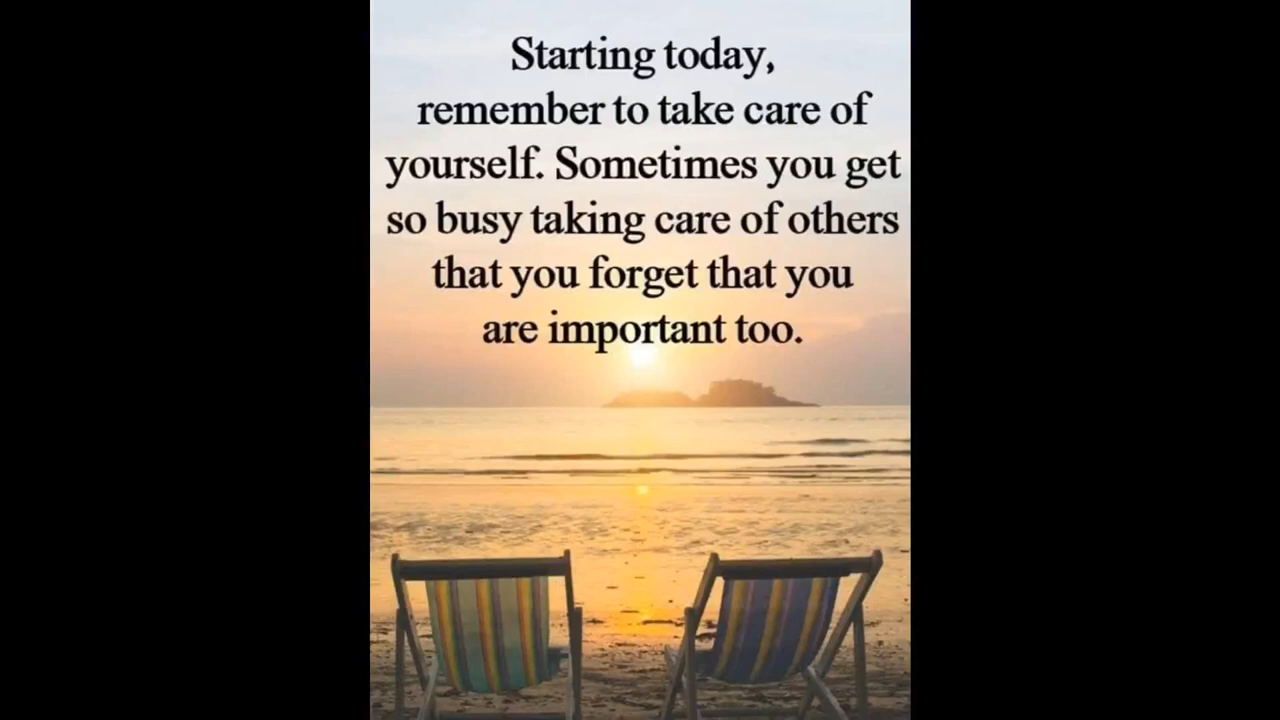 Starting today,
remember to take care of
yourself. Sometimes you get
so busy taking care of others
that you forget that you
are important too.